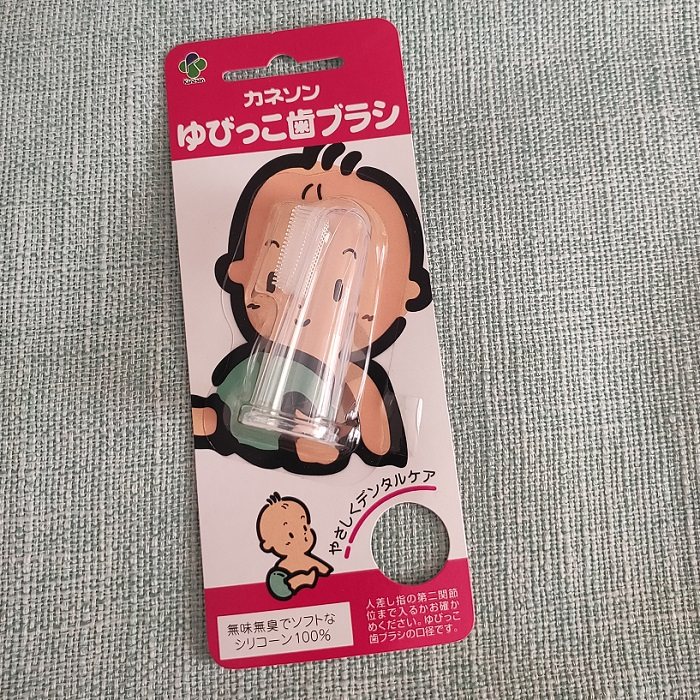 カネソン
ゆびっこ歯ブラシ
やさしくデンタルケア
無味無臭でソフトな
シリコーン100%
人差し指の第二関節
位まで入るかお確か
めください。ゆびっこ
歯ブラシの口径です。